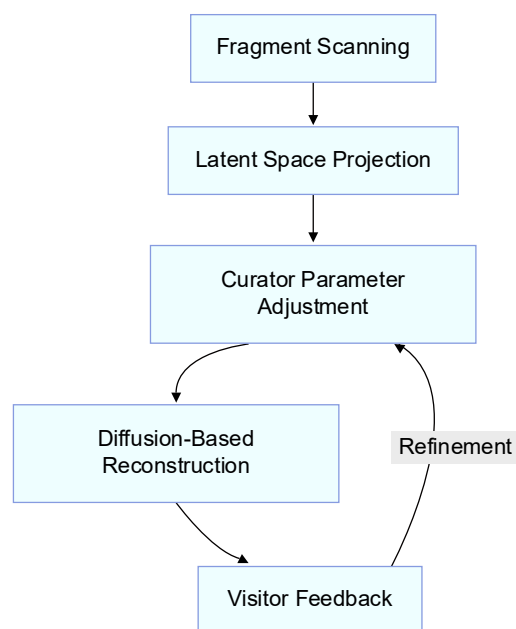 Fragment Scanning
Latent Space Projection
Curator Parameter
Adjustment
Diffusion-Based
Reconstruction
Refinement
Visitor Feedback